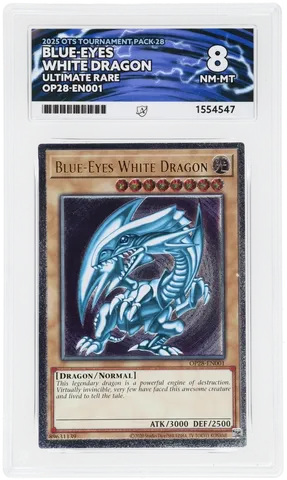 2025 OTS TOURNAMENT PACK-28
BLUE-EYES
WHITE DRAGON
ULTIMATE RARE
OP28-EN001
8
NM-MT
1554547
BLUE-EYES WHITE DRAGON
OP28-EN001
[DRAGON/NORMAL]
This legendary dragon is a powerful engine of destruction.
Virtually invincible, very few have faced this awesome creature
and lived to tell the tale.
ATK/3000 DEF/2500